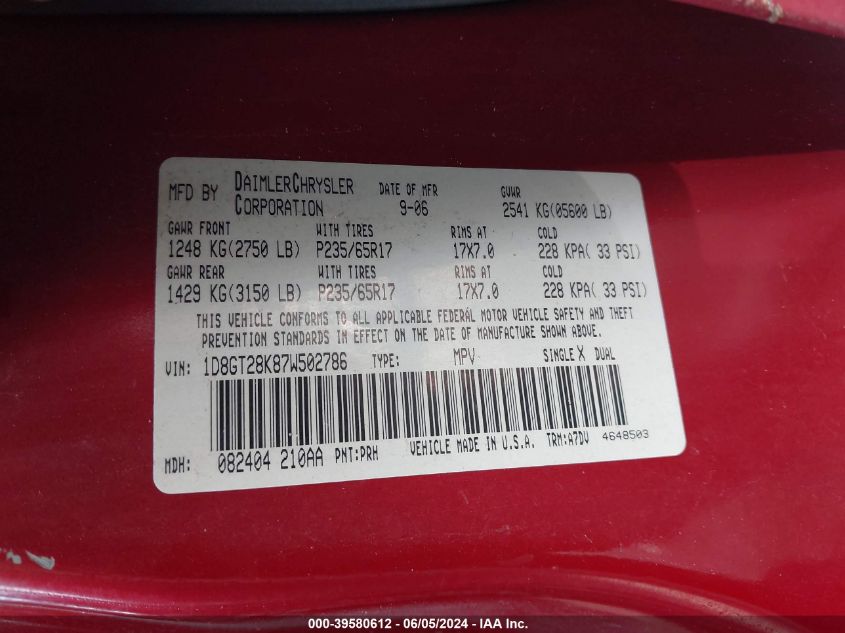 MFD BY DAIMLERCHRYSLER CORPORATION DATE OF MFR 9-06 GVWR 2541 KG(05600 LB)
GAWR FRONT WITH TIRES RIMS AT COLD
1248 KG(2750 LB) P235/65R17 17X7.0 228 KPA( 33 PSI)
GAWR REAR WITH TIRES RIMS AT COLD
1429 KG(3150 LB) P235/65R17 17X7.0 228 KPA( 33 PSI)
THIS VEHICLE CONFORMS TO ALL APPLICABLE FEDERAL MOTOR VEHICLE SAFETY AND THEFT
PREVENTION STANDARDS IN EFFECT ON THE DATE OF MANUFACTURE SHOWN ABOVE.
VIN: 1D8GT28K87W502786 TYPE: MPV SINGLE X DUAL
MDH: 082404 210AA PNT:PRH VEHICLE MADE IN U.S.A. TRM:A7DV 4648503
000-39580612 - 06/05/2024 - IAAI Inc.